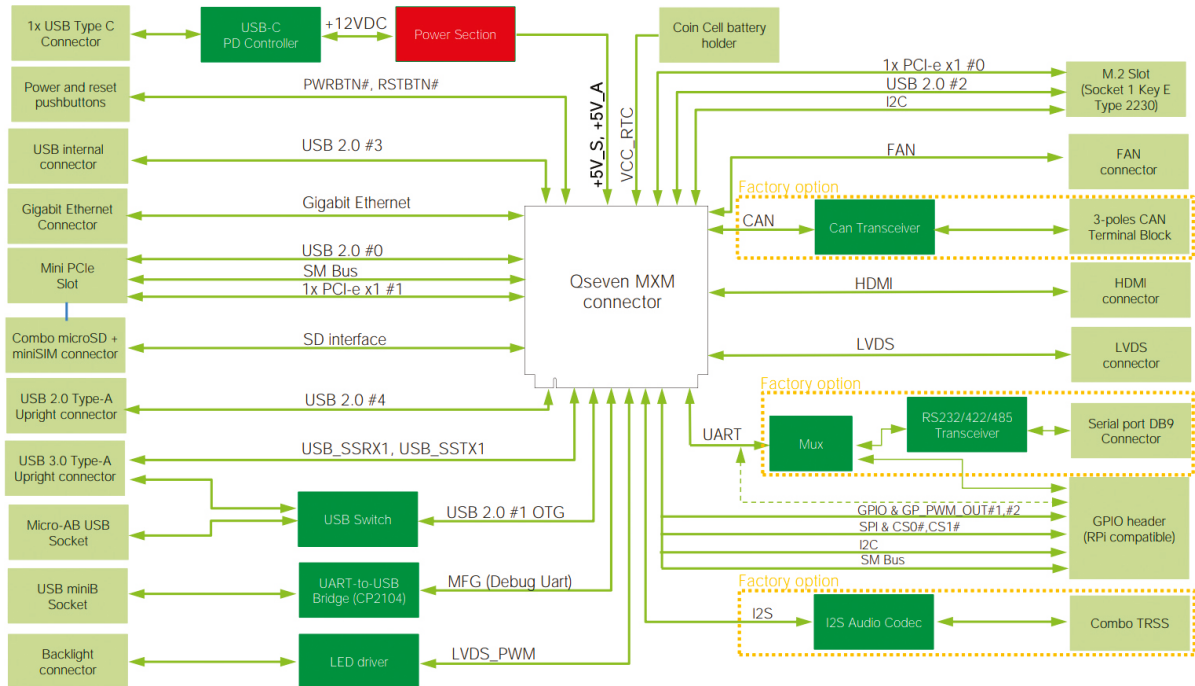 1x USB Type C
Connector
USB-C
PD Controller
+12VDC
Power Section
Coin Cell battery
holder
1x PCI-e x1 #0
USB 2.0 #2
I2C
M.2 Slot
(Socket 1 Key E
Type 2230)
Power and reset
pushbuttons
PWRBTN#, RSTBTN#
+5V_S, +5V_A
VCC_RTC
USB internal
connector
USB 2.0 #3
FAN
FAN
connector
Gigabit Ethernet
Connector
Gigabit Ethernet
Factory option
CAN
Can Transceiver
3-poles CAN
Terminal Block
Mini PCIe
Slot
USB 2.0 #0
SM Bus
1x PCI-e x1 #1
Qseven MXM
connector
HDMI
HDMI
connector
Combo microSD +
miniSIM connector
SD interface
LVDS
LVDS
connector
USB 2.0 Type-A
Upright connector
USB 2.0 #4
Factory option
UART
Mux
RS232/422/485
Transceiver
Serial port DB9
Connector
USB 3.0 Type-A
Upright connector
USB_SSRX1, USB_SSTX1
Micro-AB USB
Socket
USB Switch
USB 2.0 #1 OTG
GPIO & GP_PWM_OUT#1,#2
SPI & CS0#,CS1#
I2C
SM Bus
GPIO header
(RPi compatible)
USB miniB
Socket
UART-to-USB
Bridge (CP2104)
MFG (Debug Uart)
Factory option
I2S
I2S Audio Codec
Combo TRSS
Backlight
connector
LED driver
LVDS_PWM